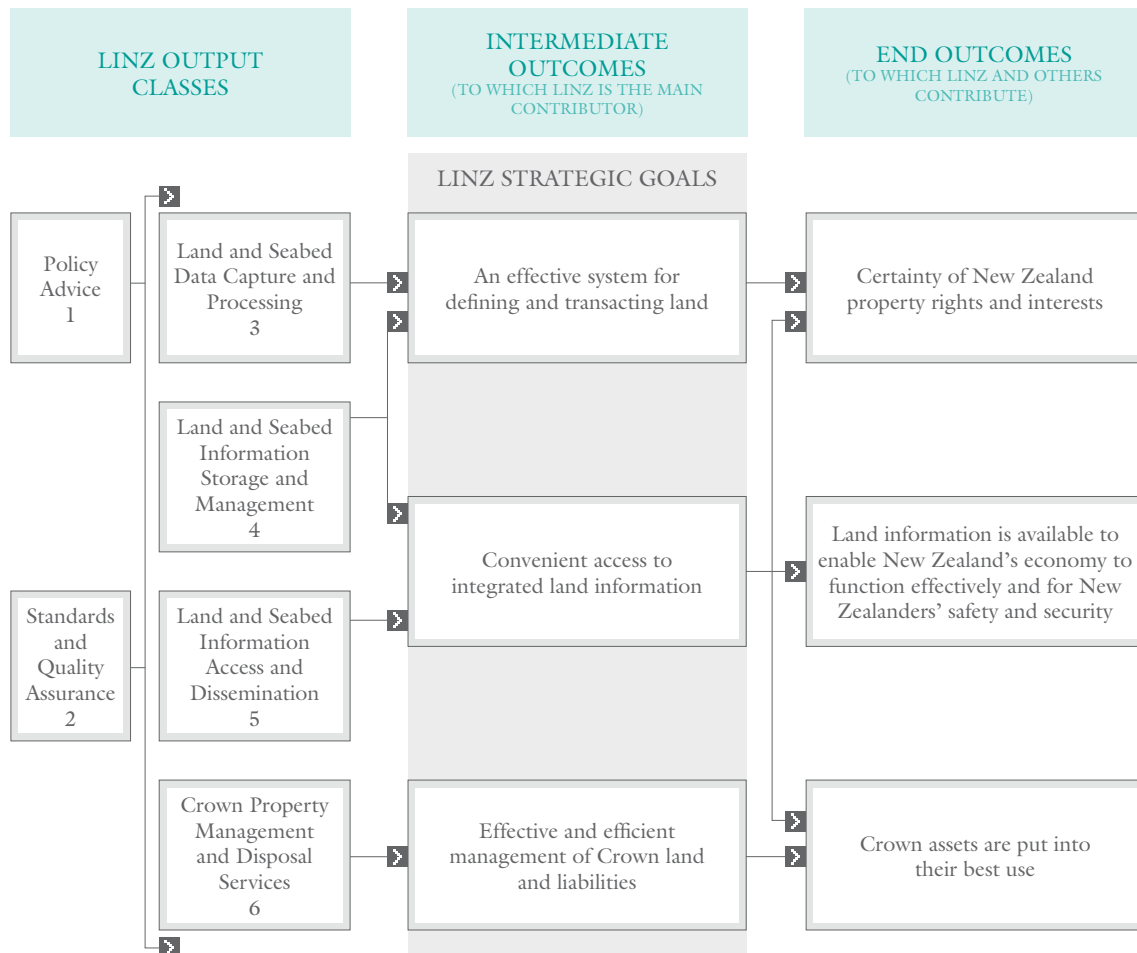 LINZ OUTPUT
CLASSES
INTERMEDIATE
OUTCOMES
(TO WHICH LINZ IS THE MAIN
CONTRIBUTOR)
END OUTCOMES
(TO WHICH LINZ AND OTHERS
CONTRIBUTE)
LINZ STRATEGIC GOALS
Policy
Advice
1
Land and Seabed
Data Capture and
Processing
3
An effective system for
defining and transacting land
Certainty of New Zealand
property rights and interests
Land and Seabed
Information
Storage and
Management
4
Convenient access to
integrated land information
Land information is available to
enable New Zealand’s economy to
function effectively and for New
Zealanders’ safety and security
Standards
and
Quality
Assurance
2
Land and Seabed
Information
Access and
Dissemination
5
Crown Property
Management
and Disposal
Services
6
Effective and efficient
management of Crown land
and liabilities
Crown assets are put into
their best use